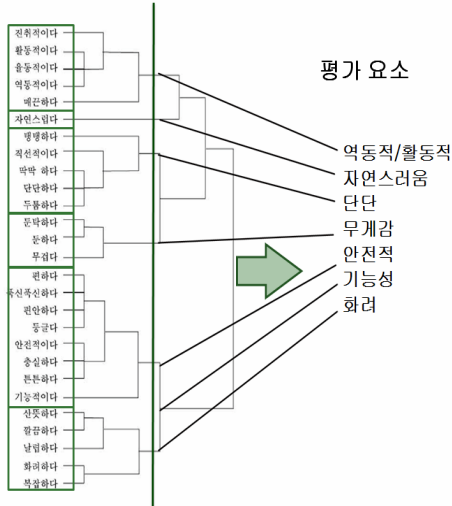 진취적이다
활동적이다
율동적이다
역동적이다
매끈하다
자연스럽다
탱탱하다
직선적이다
딱딱 하다
단단하다
두툼하다
둔탁하다
둔하다
무겁다
편하다
푹신푹신하다
편안하다
둥글다
안전적이다
충실하다
튼튼하다
기능적이다
산뜻하다
깔끔하다
날렵하다
화려하다
복잡하다
평가 요소
역동적/활동적
자연스러움
단단
무게감
안전적
기능성
화려